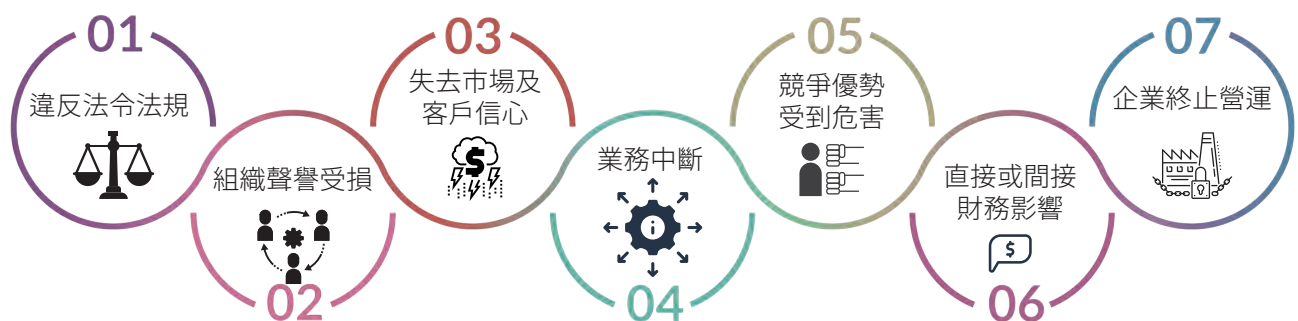 01
違反法令法規
組織聲譽受損
02
03
失去市場及
客戶信心
$
業務中斷
i
04
05
競爭優勢
受到危害
直接或間接
財務影響
$
06
07
企業終止營運